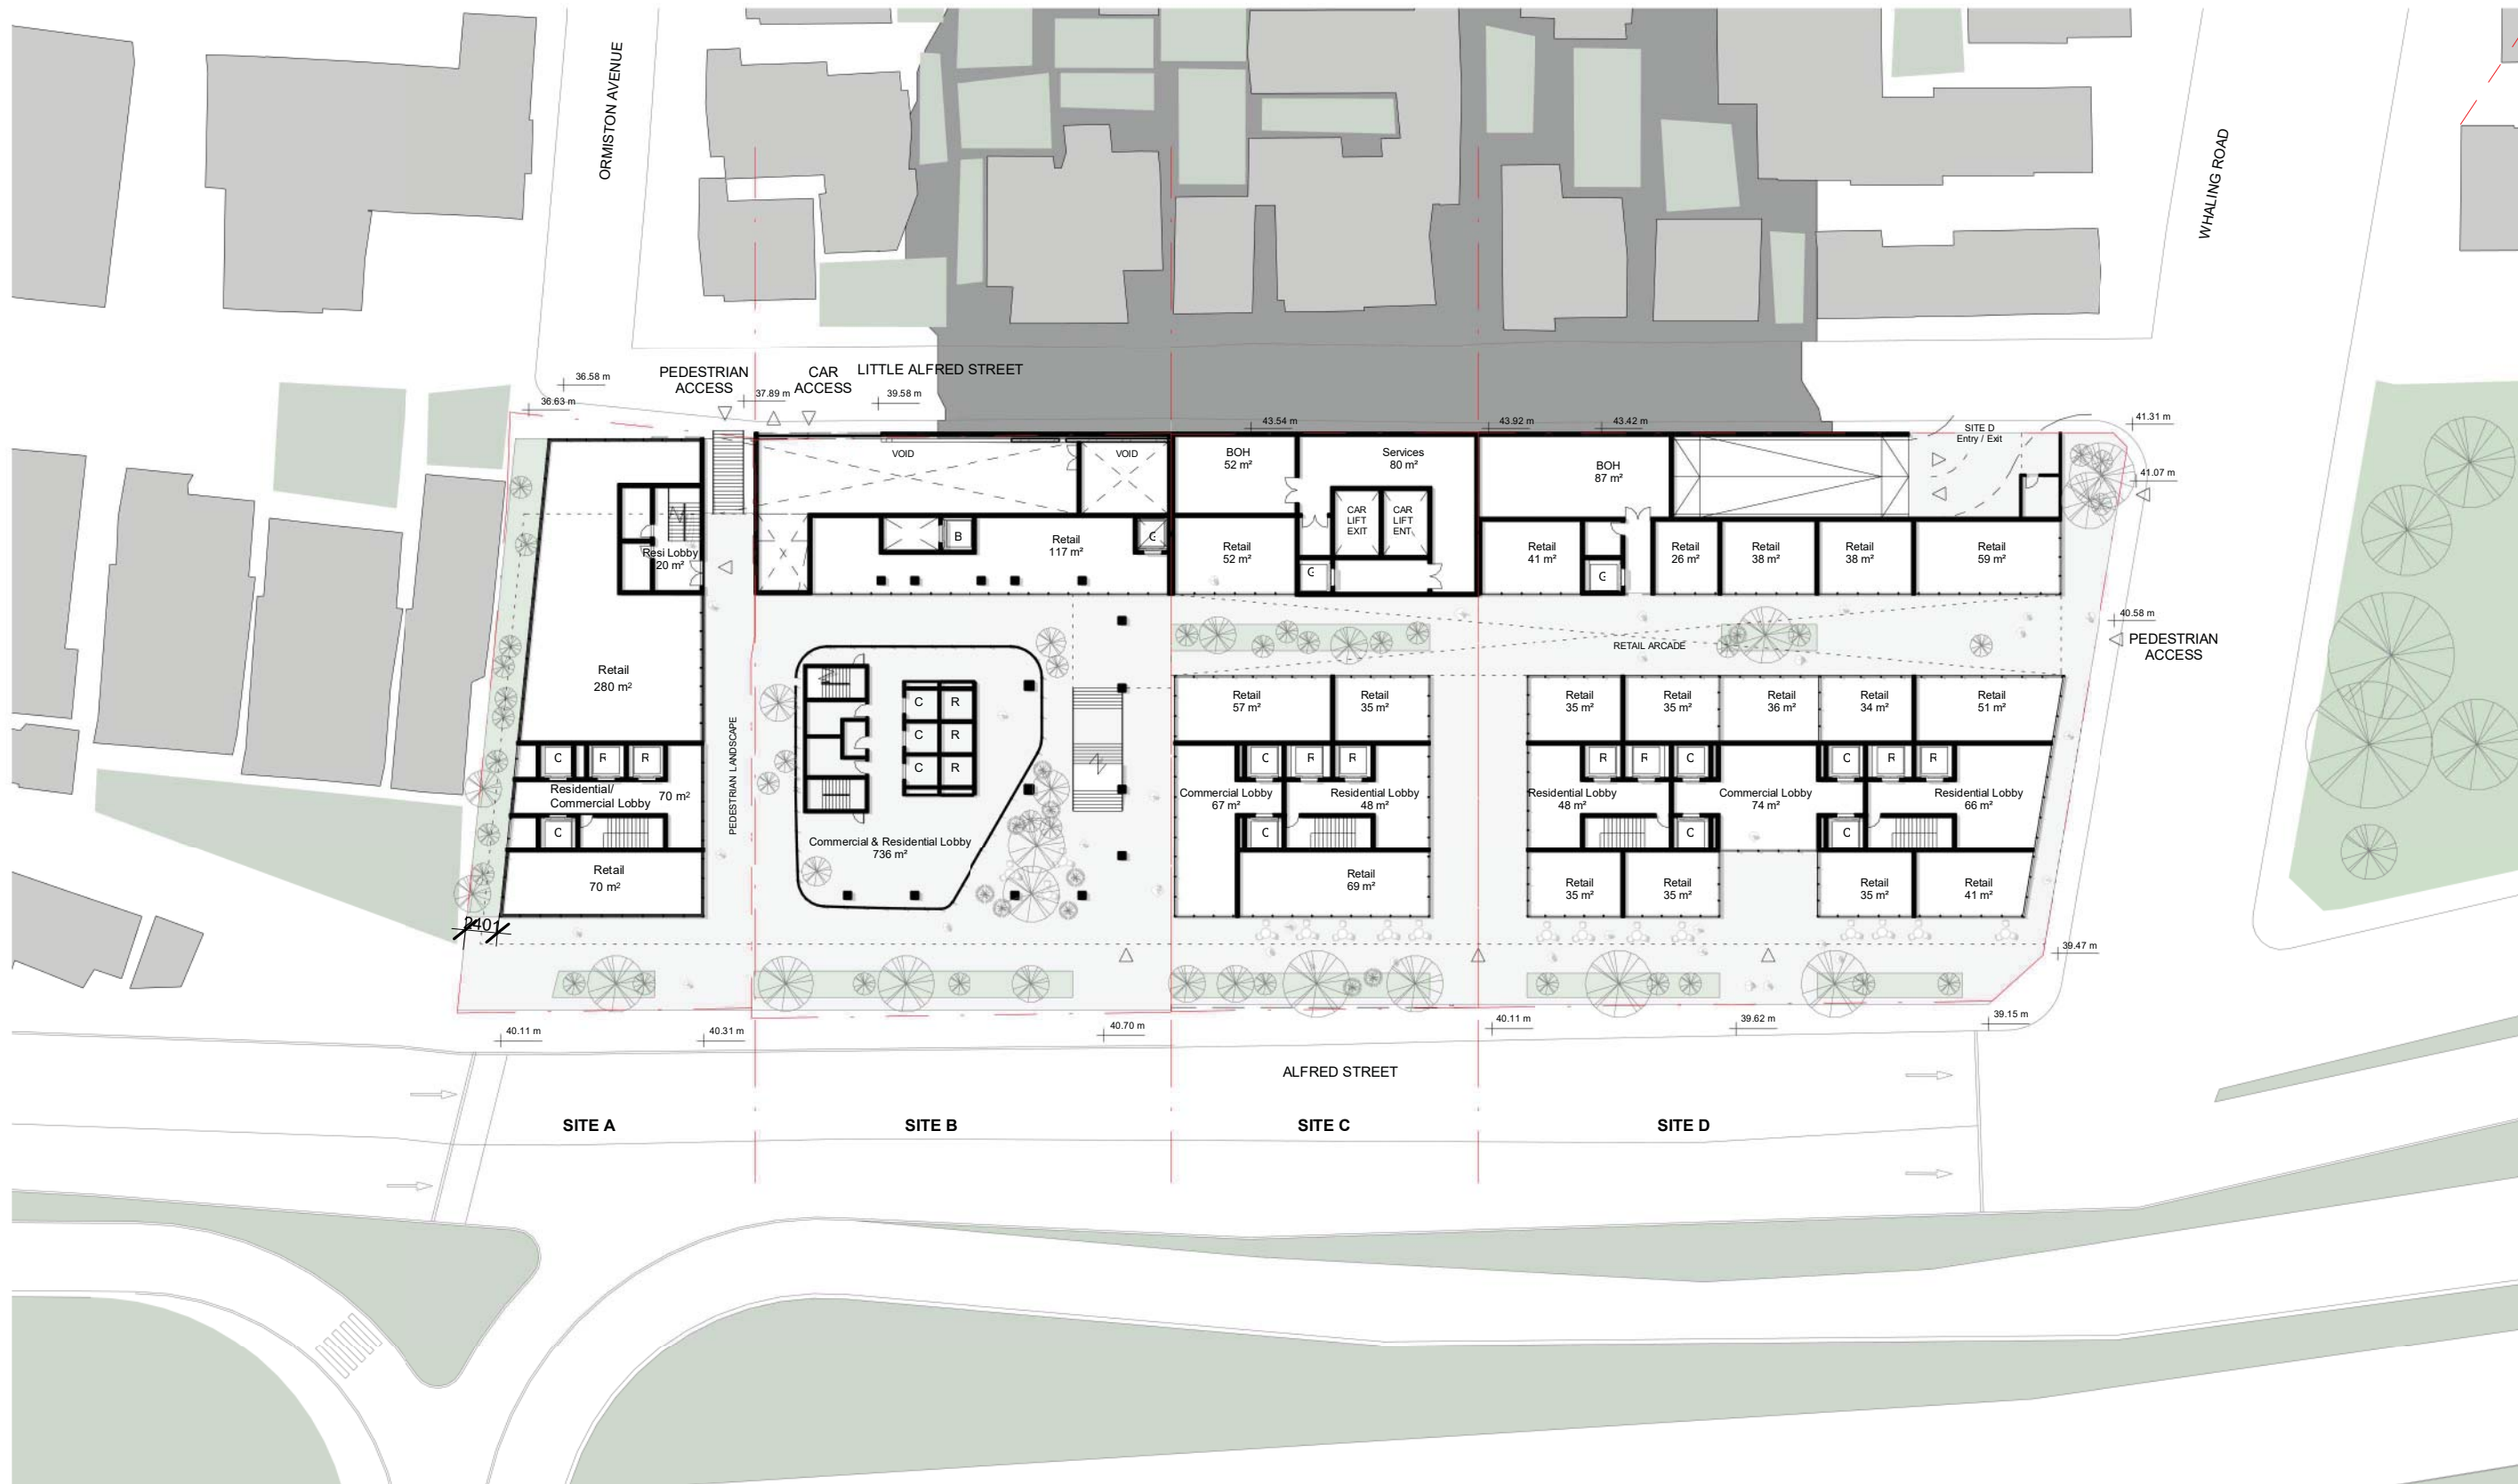 ORMISTON AVENUE
WHALING ROAD
PEDESTRIAN
ACCESS
CAR
ACCESS
LITTLE ALFRED STREET
36.58 m
36.63 m
37.89 m
39.58 m
43.54 m
43.92 m
43.42 m
41.31 m
41.07 m
SITE D
Entry / Exit
VOID
VOID
BOH
52 m²
Services
80 m²
BOH
87 m²
CAR
LIFT
EXIT
CAR
LIFT
ENT
Resi Lobby
20 m²
B
Retail
117 m²
G
Retail
52 m²
G
Retail
41 m²
G
Retail
26 m²
Retail
38 m²
Retail
38 m²
Retail
59 m²
40.58 m
PEDESTRIAN
ACCESS
RETAIL ARCADE
Retail
280 m²
PEDESTRIAN LANDSCAPE
C R
C R
C R
Retail
57 m²
Retail
35 m²
Retail
35 m²
Retail
35 m²
Retail
36 m²
Retail
34 m²
Retail
51 m²
C R R
C R R
R R C
C R R
Residential/
Commercial Lobby
70 m²
C
Commercial & Residential Lobby
736 m²
Commercial Lobby
67 m²
Residential Lobby
48 m²
Residential Lobby
48 m²
Commercial Lobby
74 m²
Residential Lobby
66 m²
C
C
C
Retail
70 m²
Retail
69 m²
Retail
35 m²
Retail
35 m²
Retail
35 m²
Retail
41 m²
2401
39.47 m
40.11 m
40.31 m
40.70 m
40.11 m
39.62 m
39.15 m
ALFRED STREET
SITE A
SITE B
SITE C
SITE D